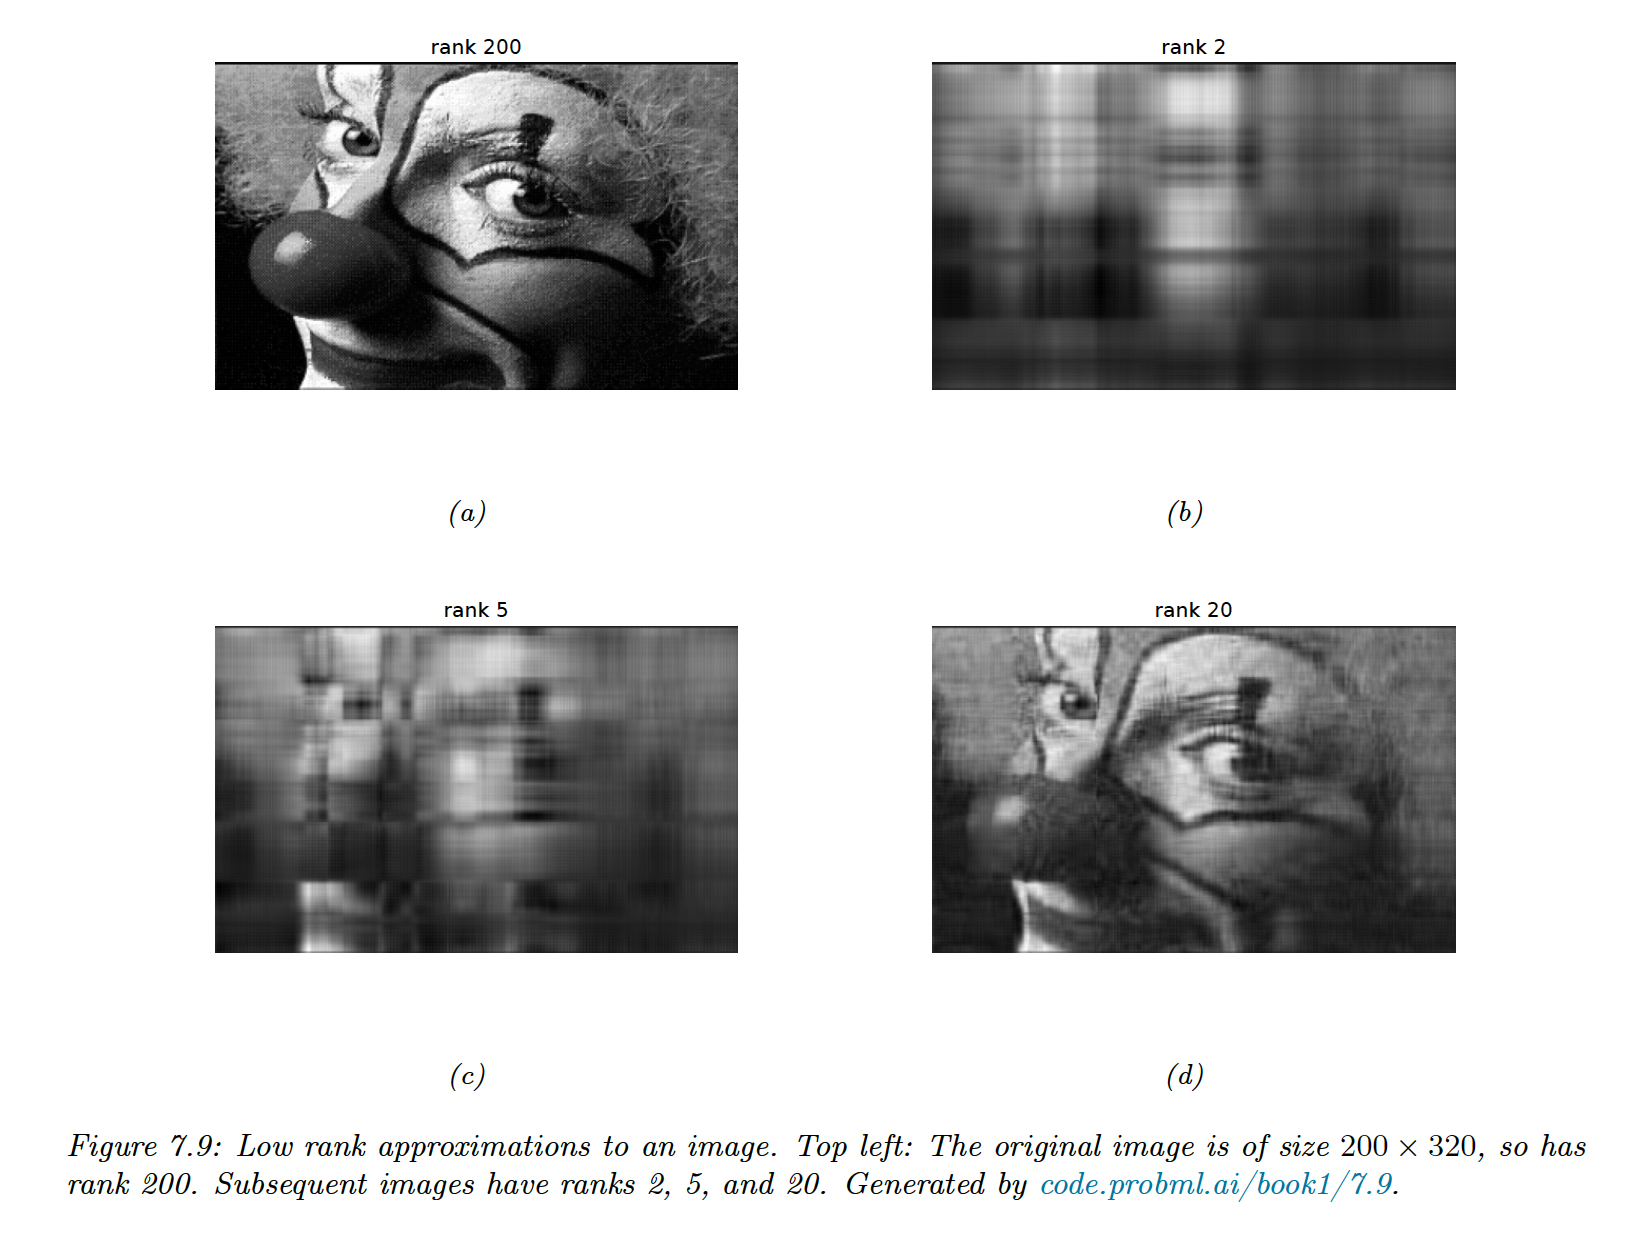 rank 200
rank 2
(a)
(b)
rank 5
rank 20
(c)
(d)
Figure 7.9: Low rank approximations to an image. Top left: The original image is of size 200 × 320, so has
rank 200. Subsequent images have ranks 2, 5, and 20. Generated by code.probml.ai/book1/7.9.